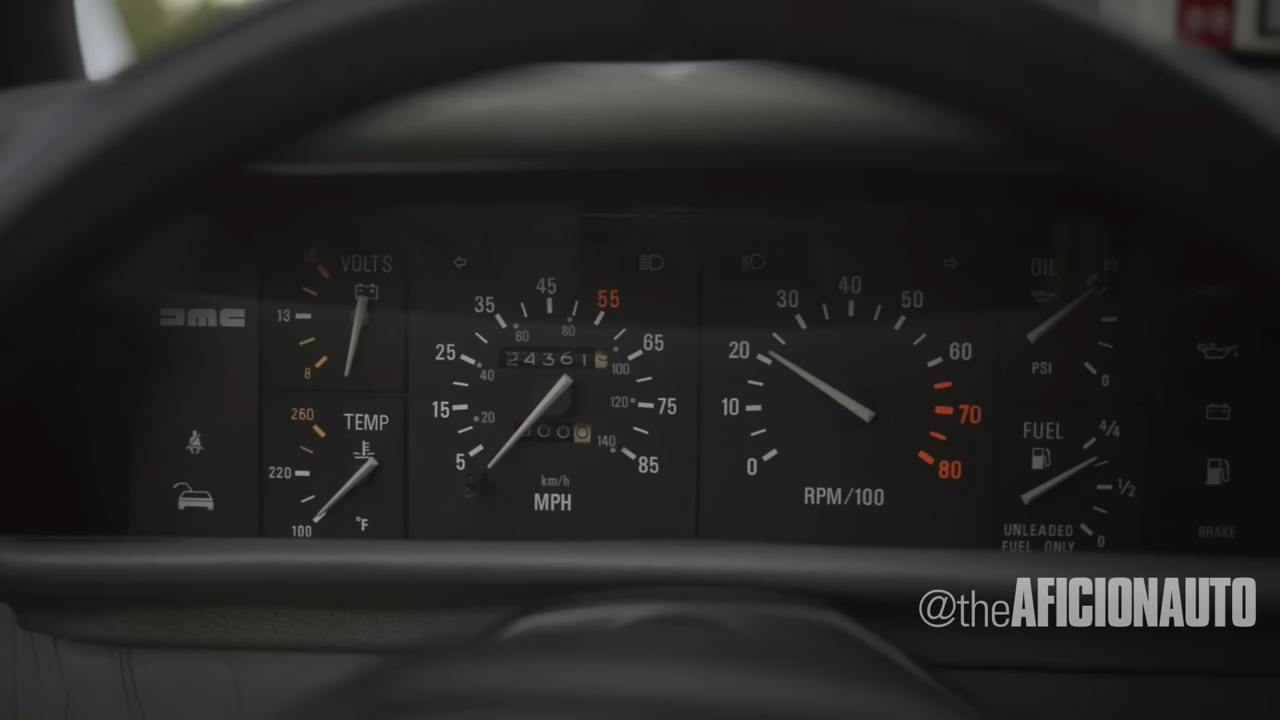 VOLTS
13
8
DMC
260
TEMP
220
100
°F
45
35
55
60
80
65
25
24361
100
40
15
20
120
75
5
140
85
km/h
MPH
40
30
50
20
60
10
70
0
80
RPM/100
OIL
80
PSI
0
FUEL
4/4
1/2
UNLEADED
FUEL ONLY
0
BRAKE
@theAFICIONAUTO